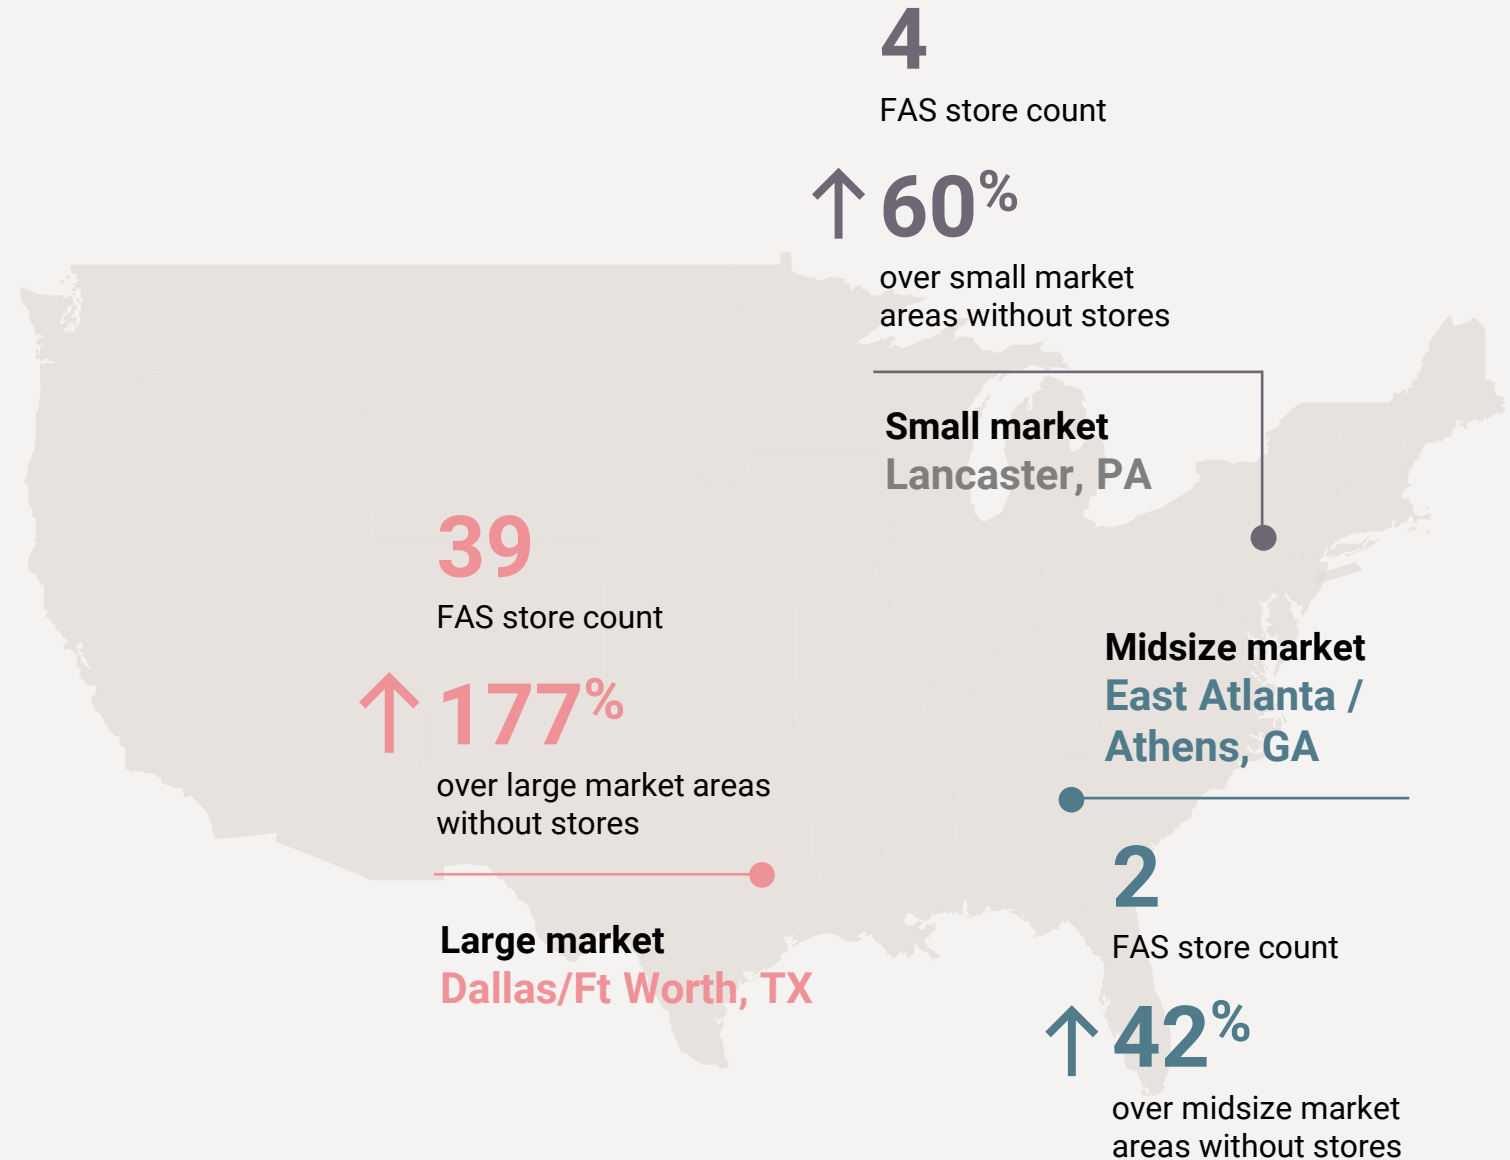 4
FAS store count
↑ 60%
over small market
areas without stores
Small market
Lancaster, PA
39
FAS store count
↑ 177%
over large market areas
without stores
Large market
Dallas/Ft Worth, TX
Midsize market
East Atlanta /
Athens, GA
2
FAS store count
↑ 42%
over midsize market
areas without stores